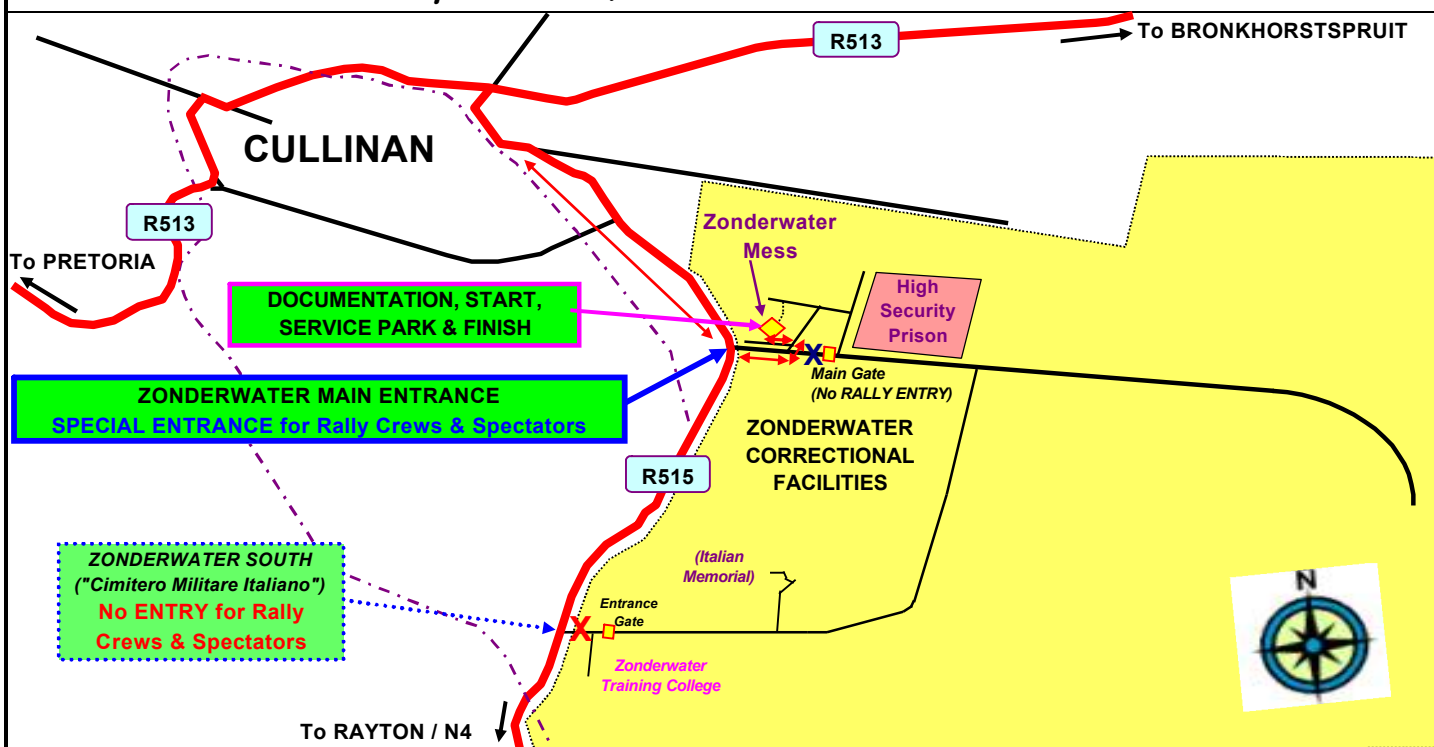 R513
To BRONKHORSTSPRUIT
CULLINAN
R513
To PRETORIA
Zonderwater
Mess
High
Security
Prison
DOCUMENTATION, START,
SERVICE PARK & FINISH
X
Main Gate
(No RALLY ENTRY)
ZONDERWATER MAIN ENTRANCE
SPECIAL ENTRANCE for Rally Crews & Spectators
ZONDERWATER
CORRECTIONAL
FACILITIES
R515
ZONDERWATER SOUTH
("Cimitero Militare Italiano")
No ENTRY for Rally
Crews & Spectators
(Italian
Memorial)
Entrance
Gate
X
Zonderwater
Training College
N
To RAYTON / N4